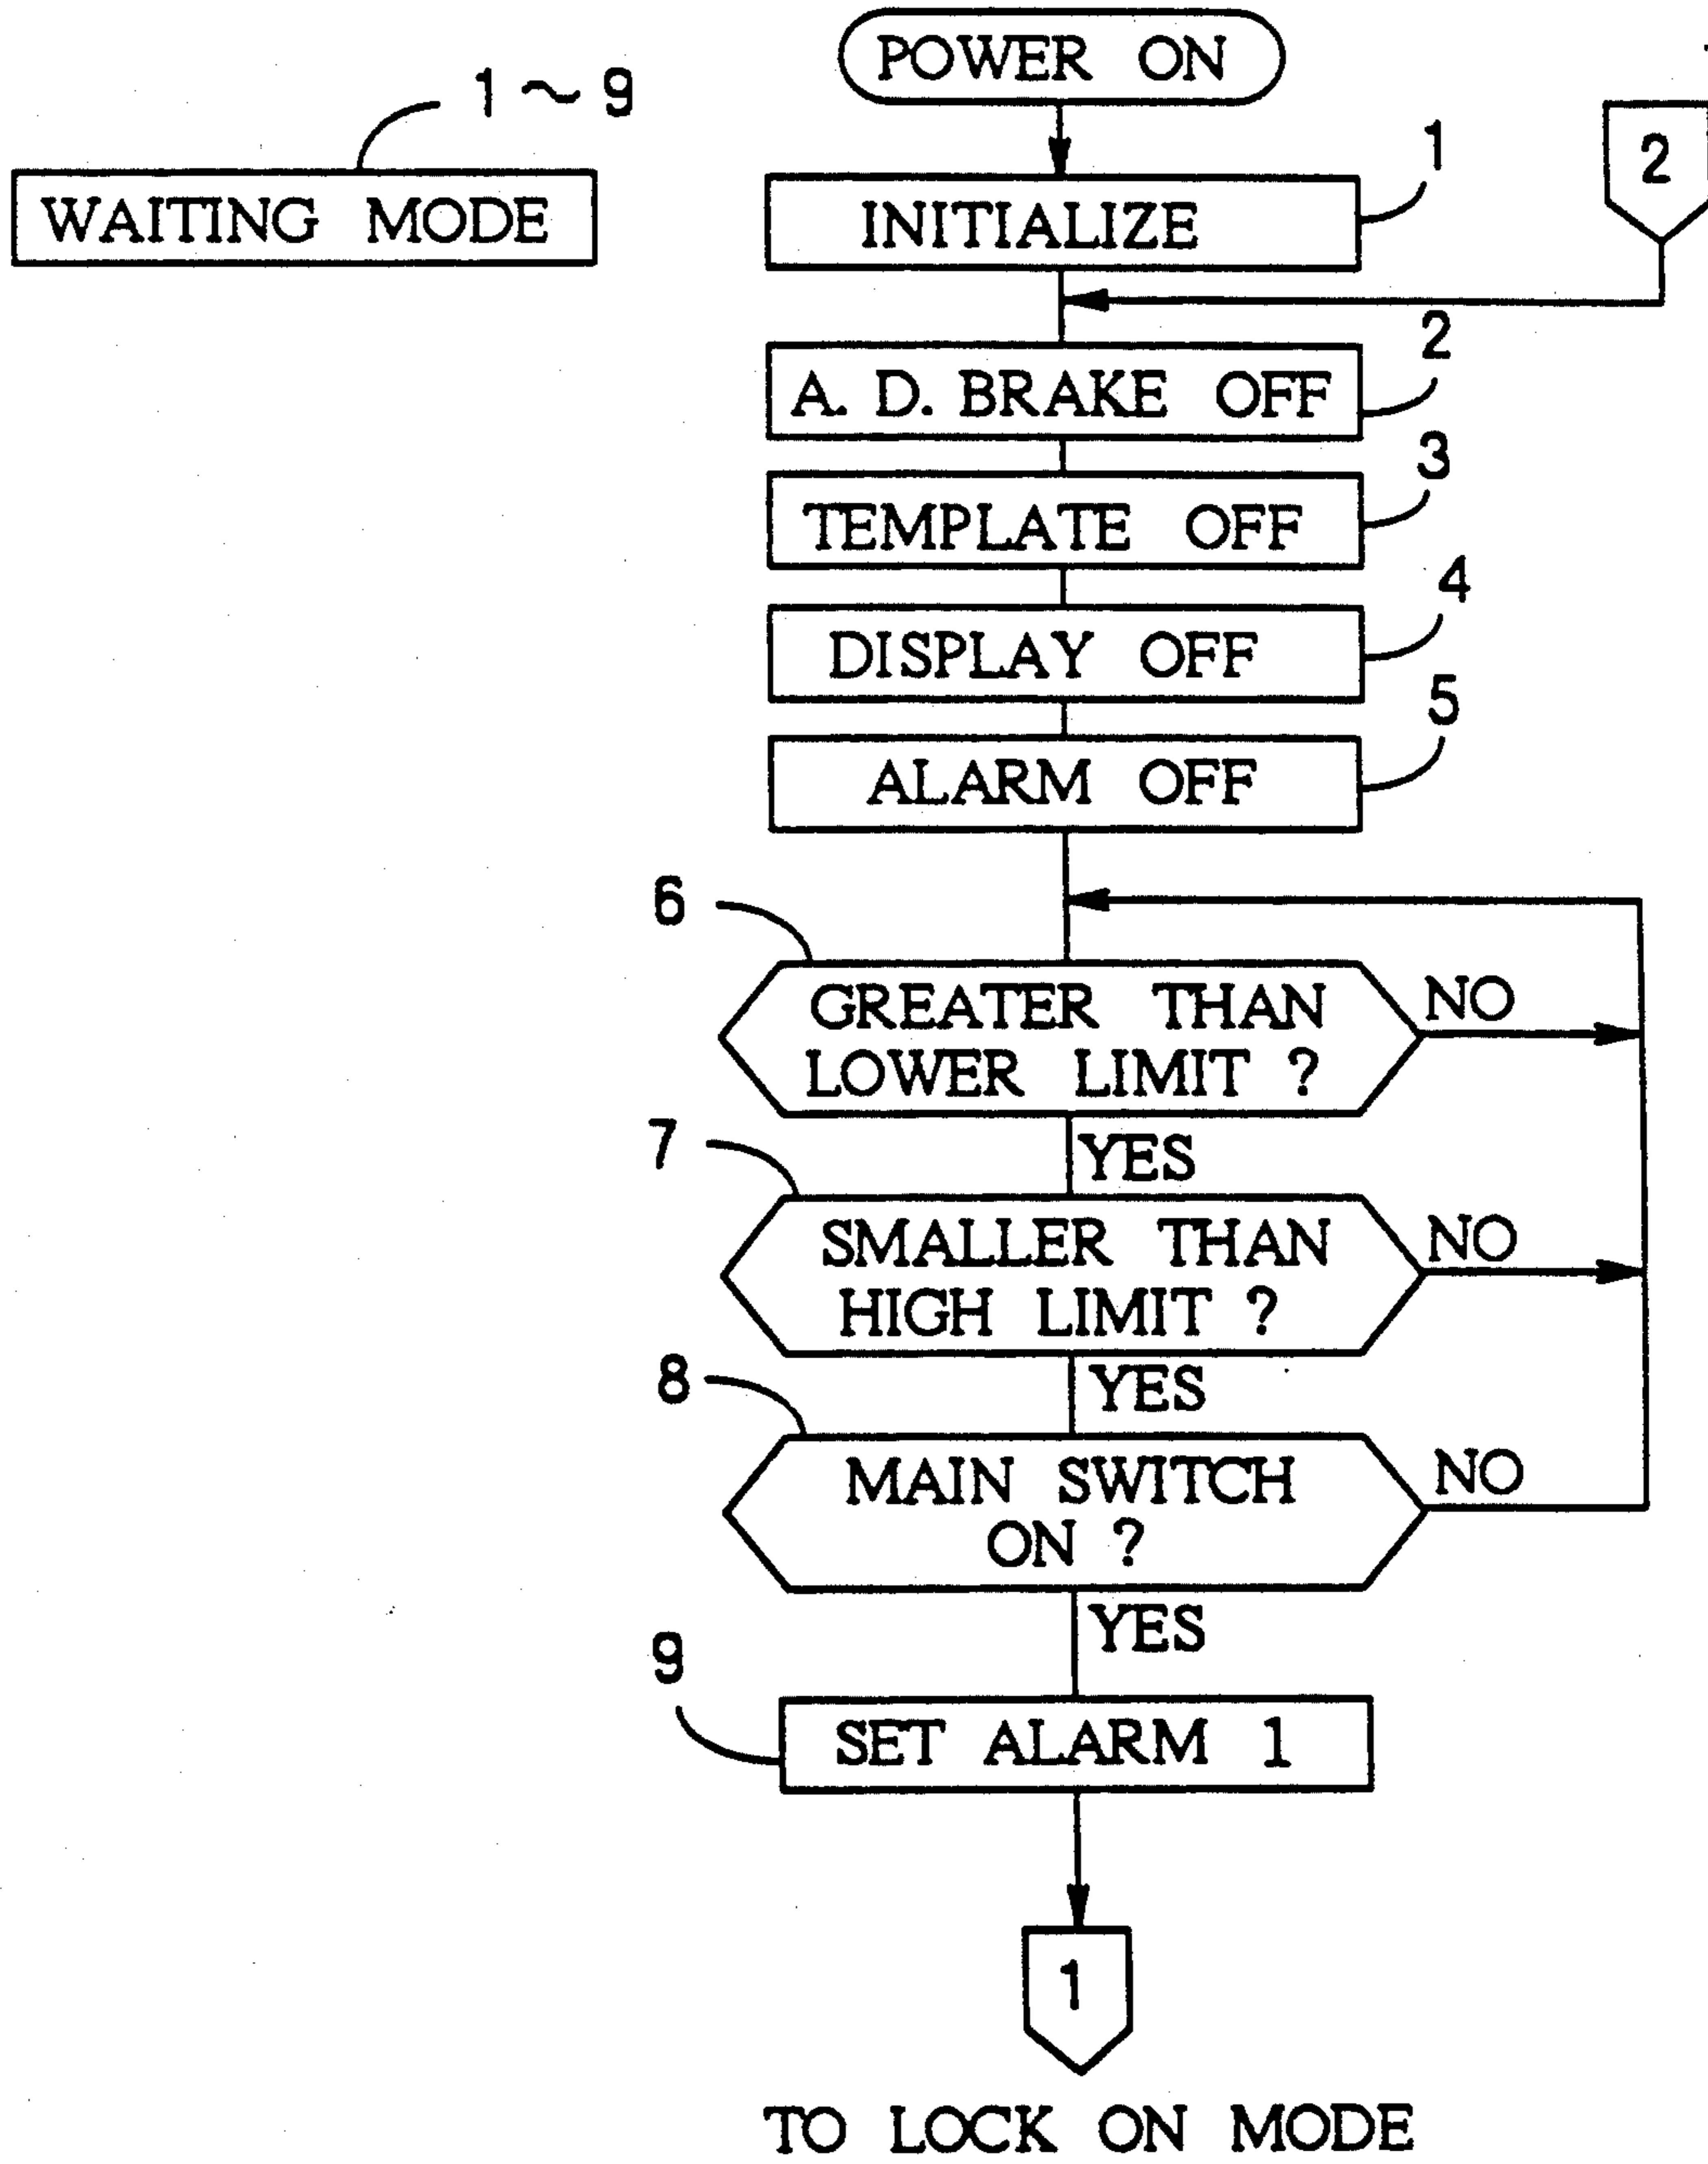 POWER ON
1 ~ 9
WAITING MODE
1
INITIALIZE
2
2
A. D. BRAKE OFF
3
TEMPLATE OFF
4
DISPLAY OFF
5
ALARM OFF
6
GREATER THAN
LOWER LIMIT ?
NO
YES
7
SMALLER THAN
HIGH LIMIT ?
NO
YES
8
MAIN SWITCH
ON ?
NO
YES
9
SET ALARM 1
1
TO LOCK ON MODE